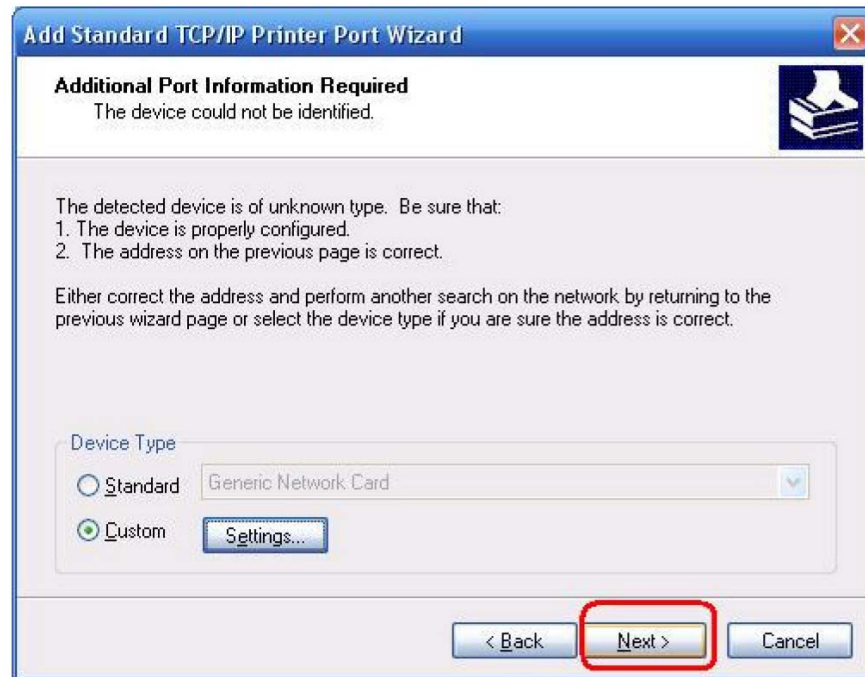 Add Standard TCP/IP Printer Port Wizard
Additional Port Information Required
The device could not be identified.
The detected device is of unknown type.  Be sure that:
1. The device is properly configured.
2.  The address on the previous page is correct.
Either correct the address and perform another search on the network by returning to the
previous wizard page or select the device type if you are sure the address is correct.
Device Type
Standard Generic Network Card
Custom Settings...
< Back Next > Cancel